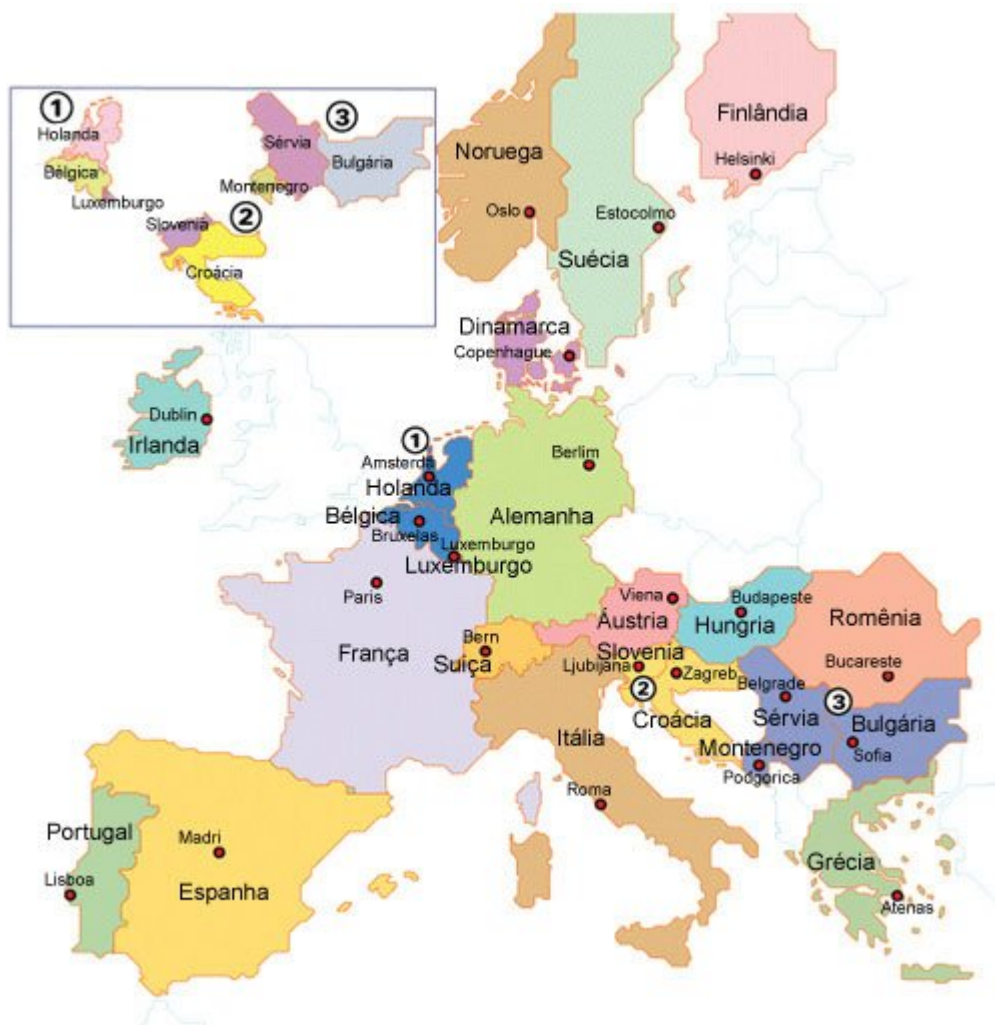 ①
Holanda
Bélgica
Luxemburgo
Slovenia
②
Croácia
③
Sérvia
Bulgária
Montenegro
Noruega
Oslo
Estocolmo
Suécia
Finlândia
Helsinki
Dinamarca
Copenhague
Dublin
Irlanda
①
Amsterdã
Holanda
Bélgica
Bruxelas
Luxemburgo
Luxemburgo
Berlim
Alemanha
Paris
França
Bern
Suiça
Viena
Áustria
Budapeste
Hungria
Romênia
Bucareste
Slovenia
Ljubijana
②
Zagreb
Croácia
Belgrade
Sérvia
③
Bulgária
Sofia
Montenegro
Podgorica
Itália
Roma
Portugal
Lisboa
Madri
Espanha
Grécia
Atenas